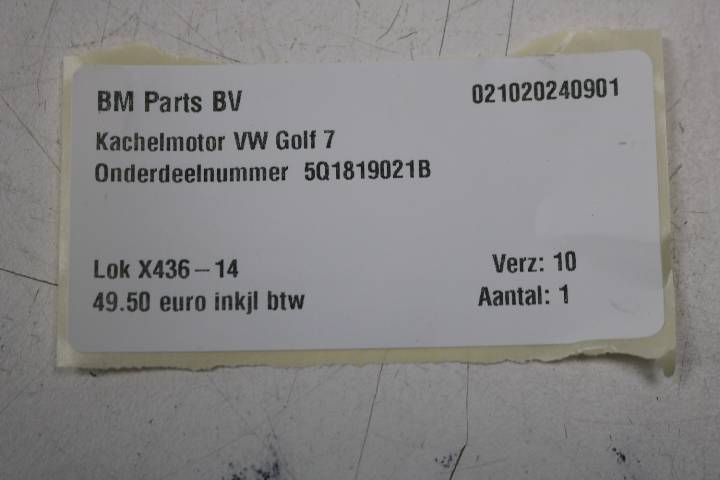 BM Parts BV 021020240901
Kachelmotor VW Golf 7
Onderdeelnummer 5Q1819021B
Lok X436-14 Verz: 10
49.50 euro inkjl btw Aantal: 1